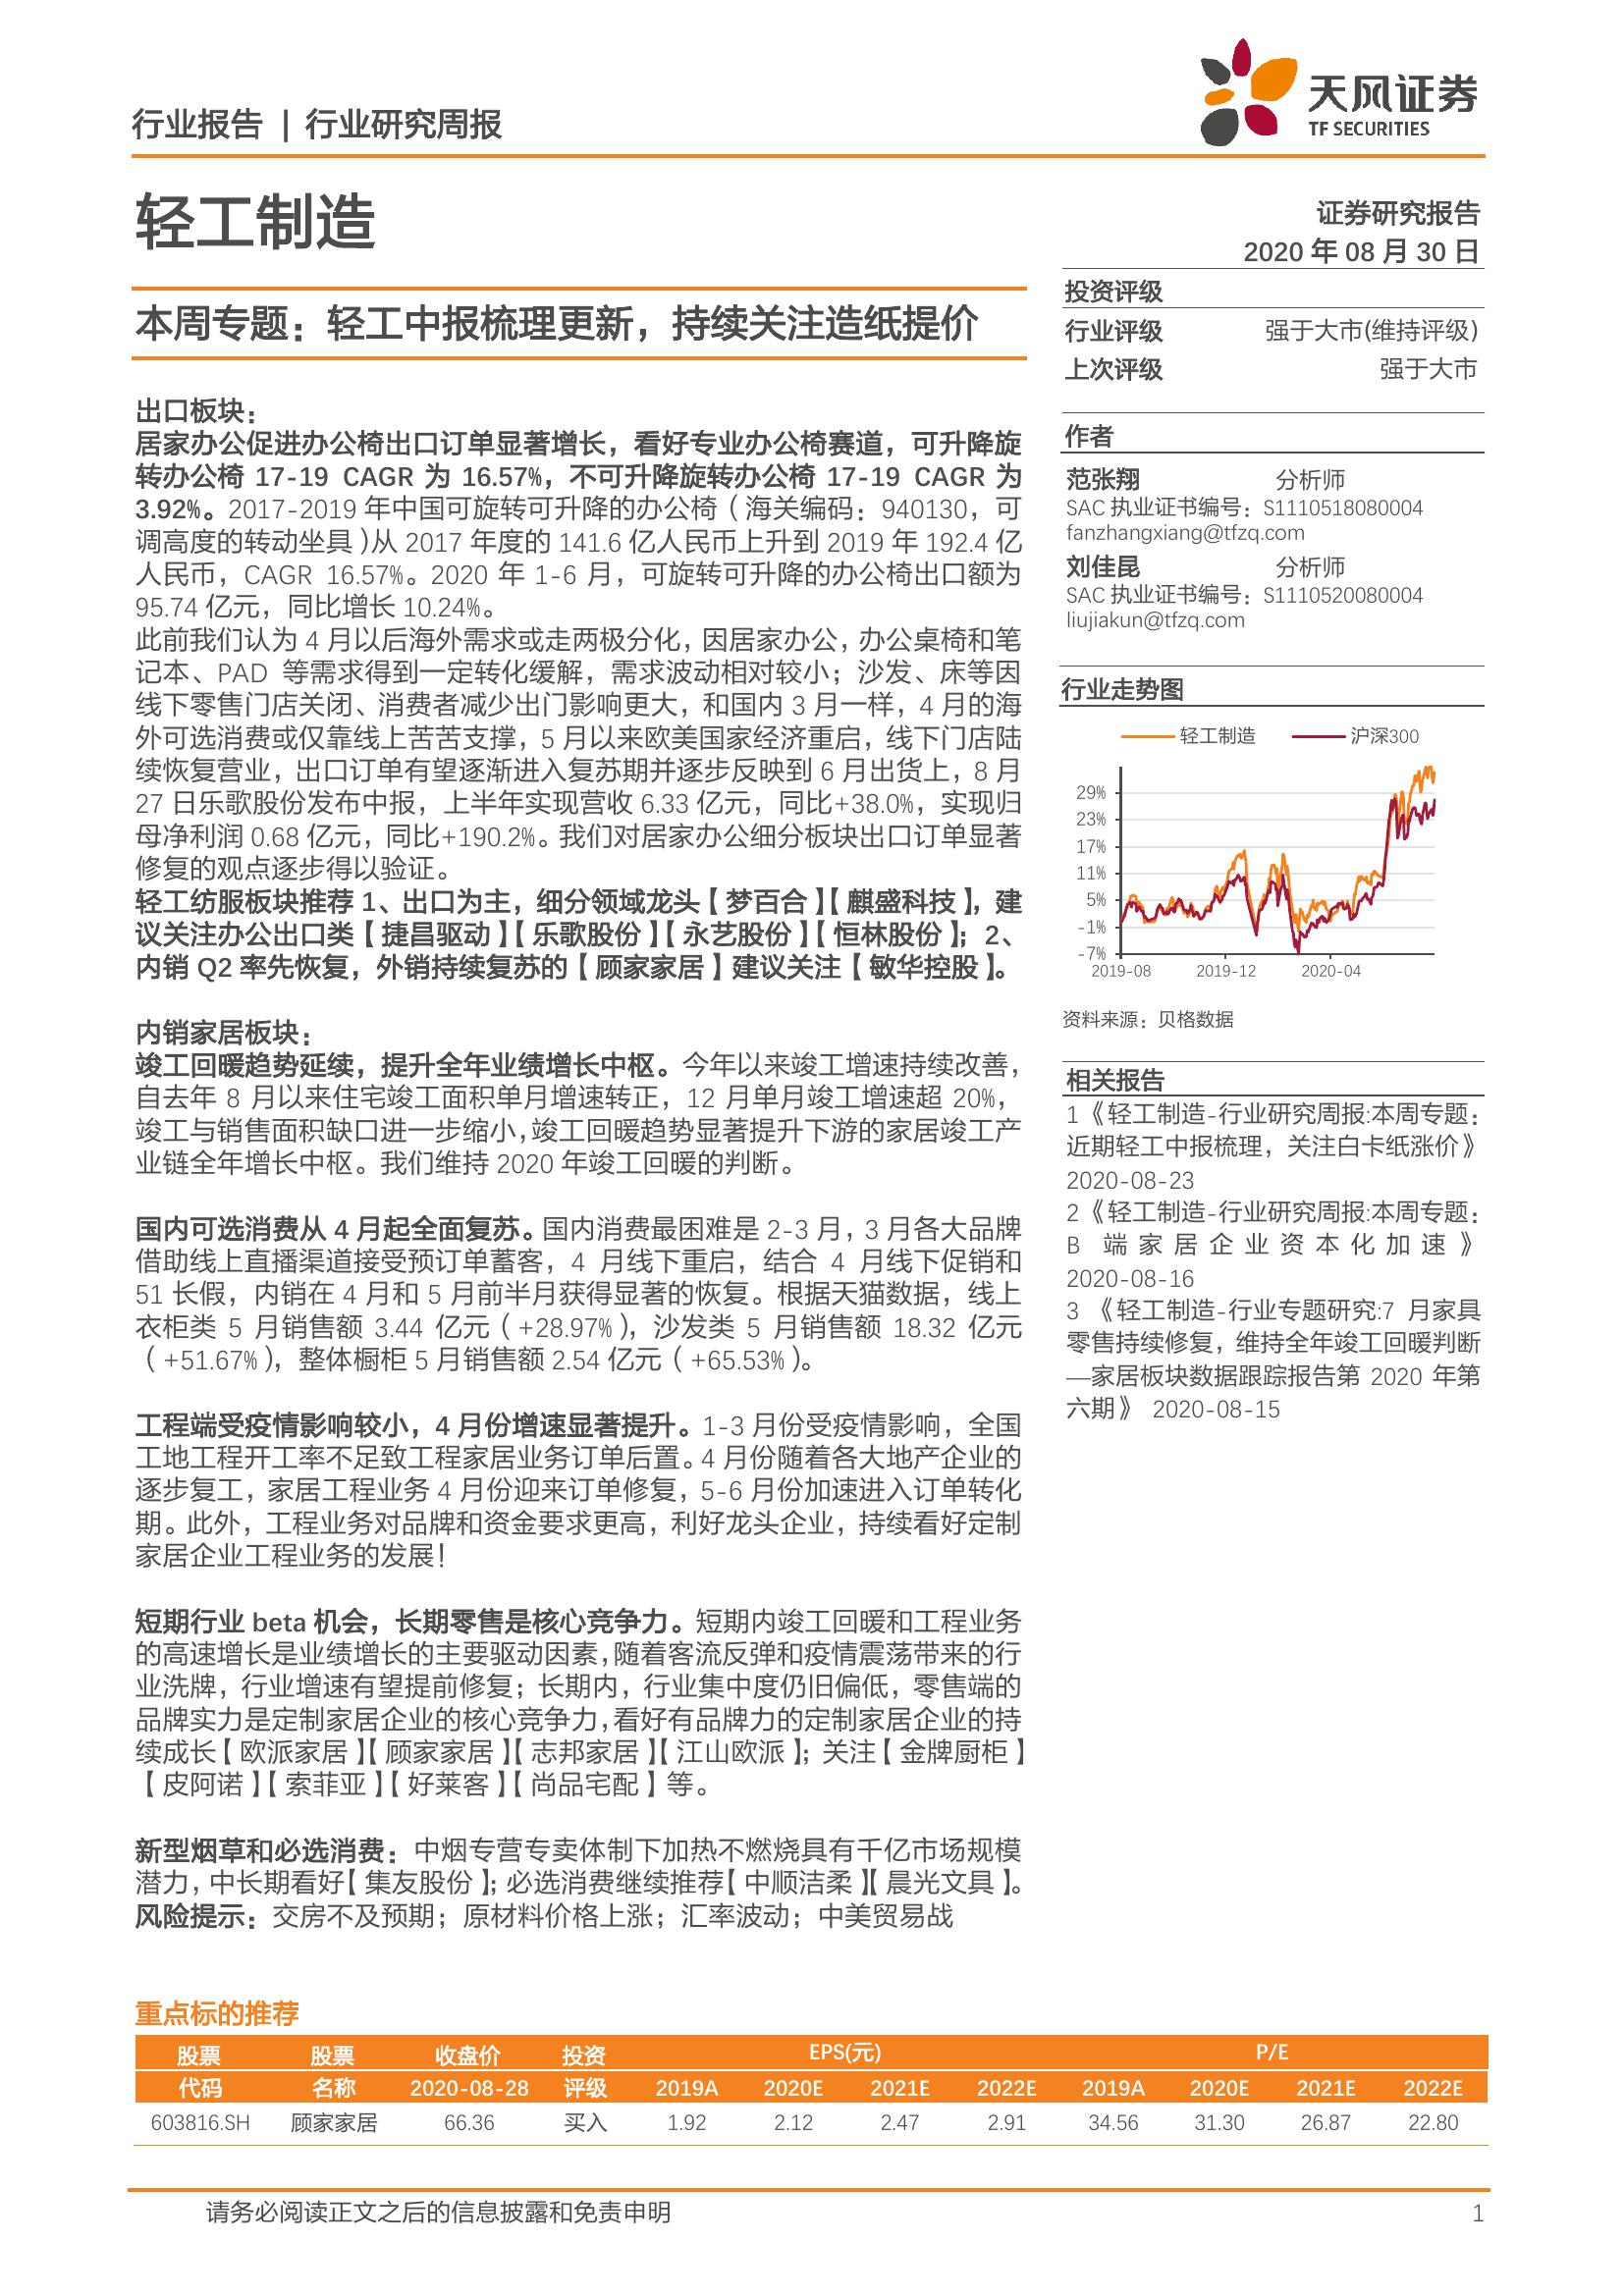 行业报告 | 行业研究周报
天风证券
TF SECURITIES
轻工制造
证券研究报告
2020 年 08 月 30 日
本周专题：轻工中报梳理更新，持续关注造纸提价
出口板块：
居家办公促进办公椅出口订单显著增长，看好专业办公椅赛道，可升降旋
转办公椅 17-19 CAGR 为 16.57%，不可升降旋转办公椅 17-19 CAGR 为
3.92%。2017-2019 年中国可旋转可升降的办公椅（海关编码：940130，可
调高度的转动坐具）从 2017 年度的 141.6 亿人民币上升到 2019 年 192.4 亿
人民币，CAGR 16.57%。2020 年 1-6 月，可旋转可升降的办公椅出口额为
95.74 亿元，同比增长 10.24%。
此前我们认为 4 月以后海外需求或走两极分化，因居家办公，办公桌椅和笔
记本、PAD 等需求得到一定转化缓解，需求波动相对较小；沙发、床等因
线下零售门店关闭、消费者减少出门影响更大，和国内 3 月一样，4 月的海
外可选消费或仅靠线上苦苦支撑，5 月以来欧美国家经济重启，线下门店陆
续恢复营业，出口订单有望逐渐进入复苏期并逐步反映到 6 月出货上，8 月
27 日乐歌股份发布中报，上半年实现营收 6.33 亿元，同比+38.0%，实现归
母净利润 0.68 亿元，同比+190.2%。我们对居家办公细分板块出口订单显著
修复的观点逐步得以验证。
轻工纺服板块推荐 1、出口为主，细分领域龙头【梦百合】【麒盛科技】，建
议关注办公出口类【捷昌驱动】【乐歌股份】【永艺股份】【恒林股份】；2、
内销 Q2 率先恢复，外销持续复苏的【顾家家居】建议关注【敏华控股】。
内销家居板块：
竣工回暖趋势延续，提升全年业绩增长中枢。今年以来竣工增速持续改善，
自去年 8 月以来住宅竣工面积单月增速转正，12 月单月竣工增速超 20%，
竣工与销售面积缺口进一步缩小，竣工回暖趋势显著提升下游的家居竣工产
业链全年增长中枢。我们维持 2020 年竣工回暖的判断。
国内可选消费从 4 月起全面复苏。国内消费最困难是 2-3 月，3 月各大品牌
借助线上直播渠道接受预订单蓄客，4 月线下重启，结合 4 月线下促销和
51 长假，内销在 4 月和 5 月前半月获得显著的恢复。根据天猫数据，线上
衣柜类 5 月销售额 3.44 亿元（+28.97%），沙发类 5 月销售额 18.32 亿元
（+51.67%），整体橱柜 5 月销售额 2.54 亿元（+65.53%）。
工程端受疫情影响较小，4 月份增速显著提升。1-3 月份受疫情影响，全国
工地工程开工率不足致工程家居业务订单后置。4 月份随着各大地产企业的
逐步复工，家居工程业务 4 月份迎来订单修复，5-6 月份加速进入订单转化
期。此外，工程业务对品牌和资金要求更高，利好龙头企业，持续看好定制
家居企业工程业务的发展！
短期行业 beta 机会，长期零售是核心竞争力。短期内竣工回暖和工程业务
的高速增长是业绩增长的主要驱动因素，随着客流反弹和疫情震荡带来的行
业洗牌，行业增速有望提前修复；长期内，行业集中度仍旧偏低，零售端的
品牌实力是定制家居企业的核心竞争力，看好有品牌力的定制家居企业的持
续成长【欧派家居】【顾家家居】【志邦家居】【江山欧派】；关注【金牌厨柜】
【皮阿诺】【索菲亚】【好莱客】【尚品宅配】等。
新型烟草和必选消费：中烟专营专卖体制下加热不燃烧具有千亿市场规模
潜力，中长期看好【集友股份】；必选消费继续推荐【中顺洁柔】【晨光文具】。
风险提示：交房不及预期；原材料价格上涨；汇率波动；中美贸易战
投资评级
行业评级 强于大市(维持评级)
上次评级 强于大市
作者
范张翔 分析师
SAC 执业证书编号：S1110518080004
fanzhangxiang@tfzq.com
刘佳昆 分析师
SAC 执业证书编号：S1110520080004
liujiakun@tfzq.com
行业走势图
轻工制造 沪深300
29%
23%
17%
11%
5%
-1%
-7%
2019-08 2019-12 2020-04
资料来源：贝格数据
相关报告
1《轻工制造-行业研究周报:本周专题：
近期轻工中报梳理，关注白卡纸涨价》
2020-08-23
2《轻工制造-行业研究周报:本周专题：
B 端家居企业资本化加速》
2020-08-16
3 《轻工制造-行业专题研究:7 月家具
零售持续修复，维持全年竣工回暖判断
—家居板块数据跟踪报告第 2020 年第
六期》 2020-08-15
重点标的推荐
股票 股票 收盘价 投资 EPS(元) P/E
代码 名称 2020-08-28 评级 2019A 2020E 2021E 2022E 2019A 2020E 2021E 2022E
603816.SH 顾家家居 66.36 买入 1.92 2.12 2.47 2.91 34.56 31.30 26.87 22.80
请务必阅读正文之后的信息披露和免责申明 1